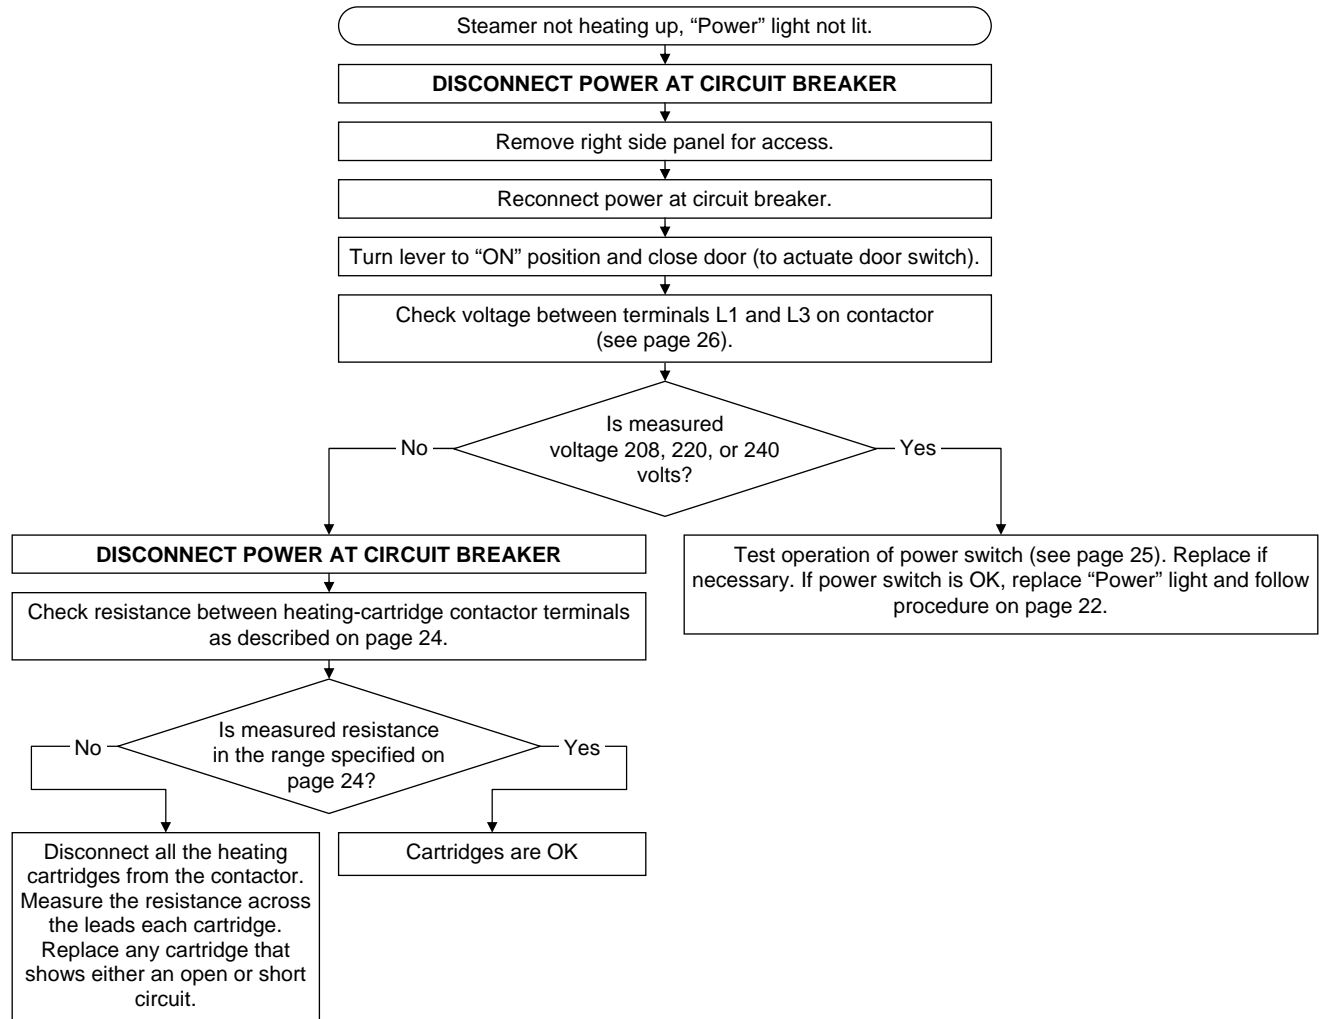 Steamer not heating up, “Power” light not lit.
DISCONNECT POWER AT CIRCUIT BREAKER
Remove right side panel for access.
Reconnect power at circuit breaker.
Turn lever to “ON” position and close door (to actuate door switch).
Check voltage between terminals L1 and L3 on contactor
(see page 26).
Is measured
voltage 208, 220, or 240
volts?
No
Yes
DISCONNECT POWER AT CIRCUIT BREAKER
Check resistance between heating-cartridge contactor terminals
as described on page 24.
Test operation of power switch (see page 25). Replace if
necessary. If power switch is OK, replace “Power” light and follow
procedure on page 22.
Is measured resistance
in the range specified on
page 24?
No
Yes
Disconnect all the heating
cartridges from the contactor.
Measure the resistance across
the leads each cartridge.
Replace any cartridge that
shows either an open or short
circuit.
Cartridges are OK